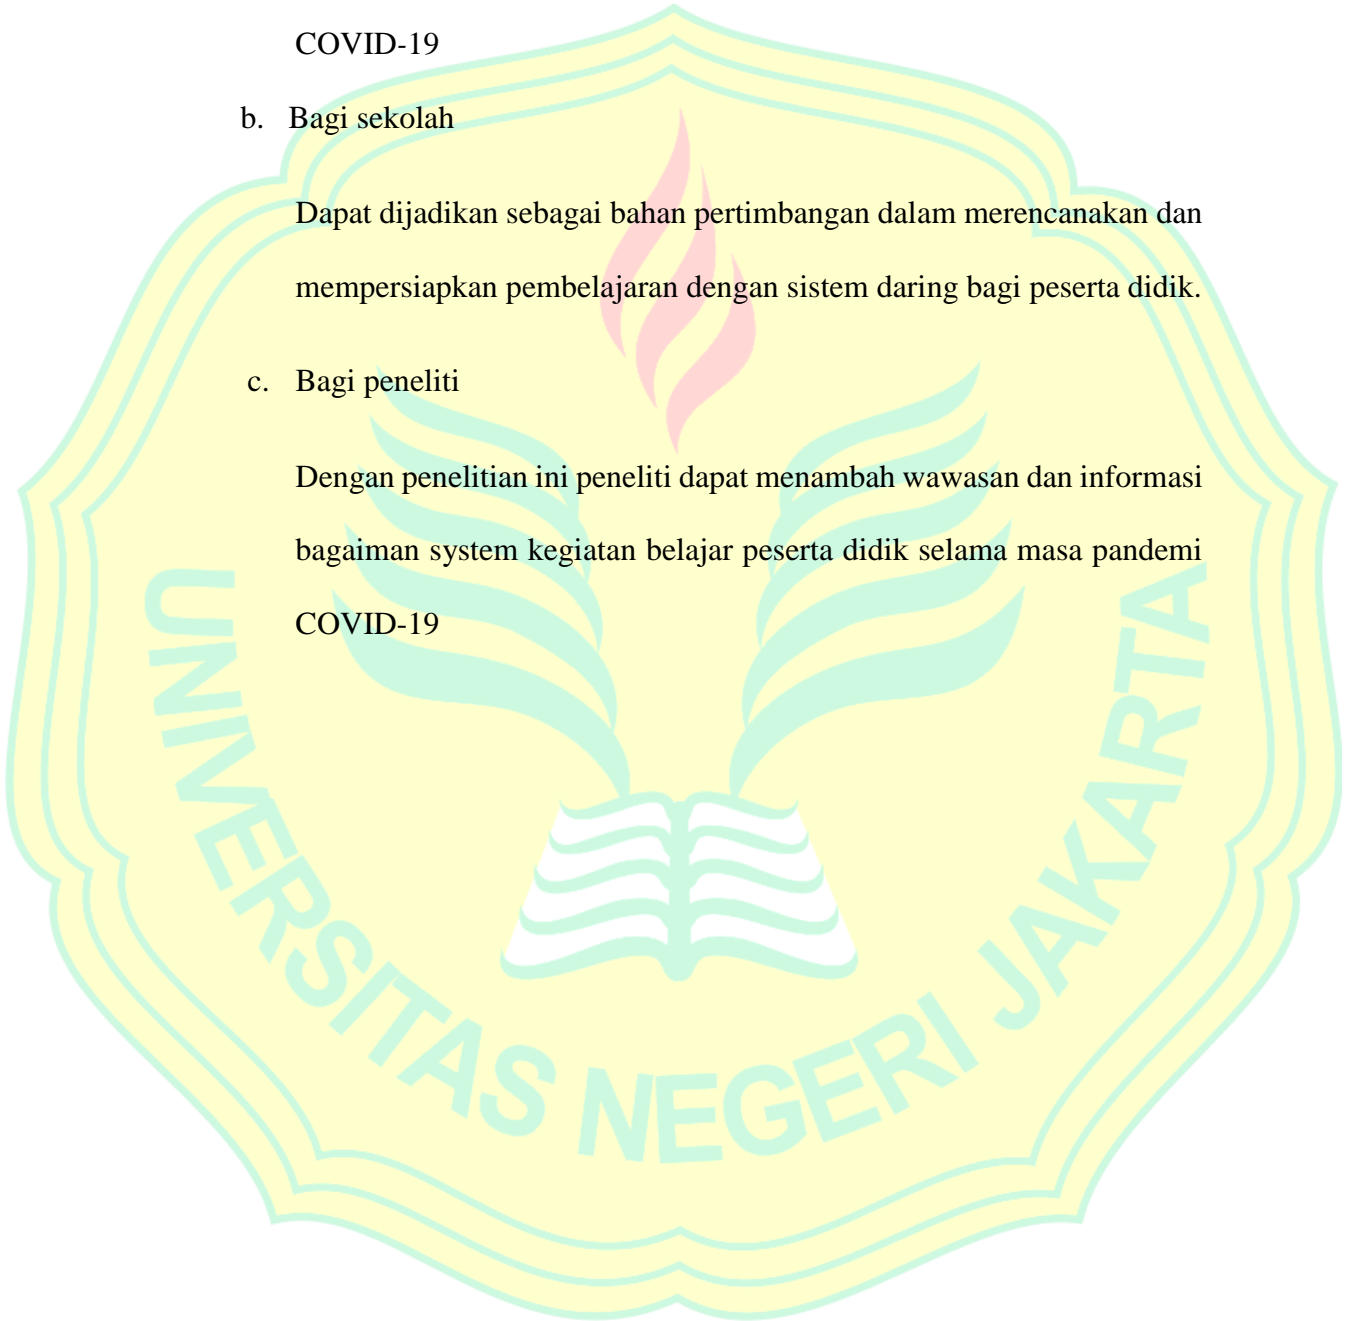 COVID-19
b. Bagi sekolah
Dapat dijadikan sebagai bahan pertimbangan dalam merencanakan dan
mempersiapkan pembelajaran dengan sistem daring bagi peserta didik.
c. Bagi peneliti
Dengan penelitian ini peneliti dapat menambah wawasan dan informasi
bagaiman system kegiatan belajar peserta didik selama masa pandemi
COVID-19
UNIVERSITAS NEGERI JAKARTA